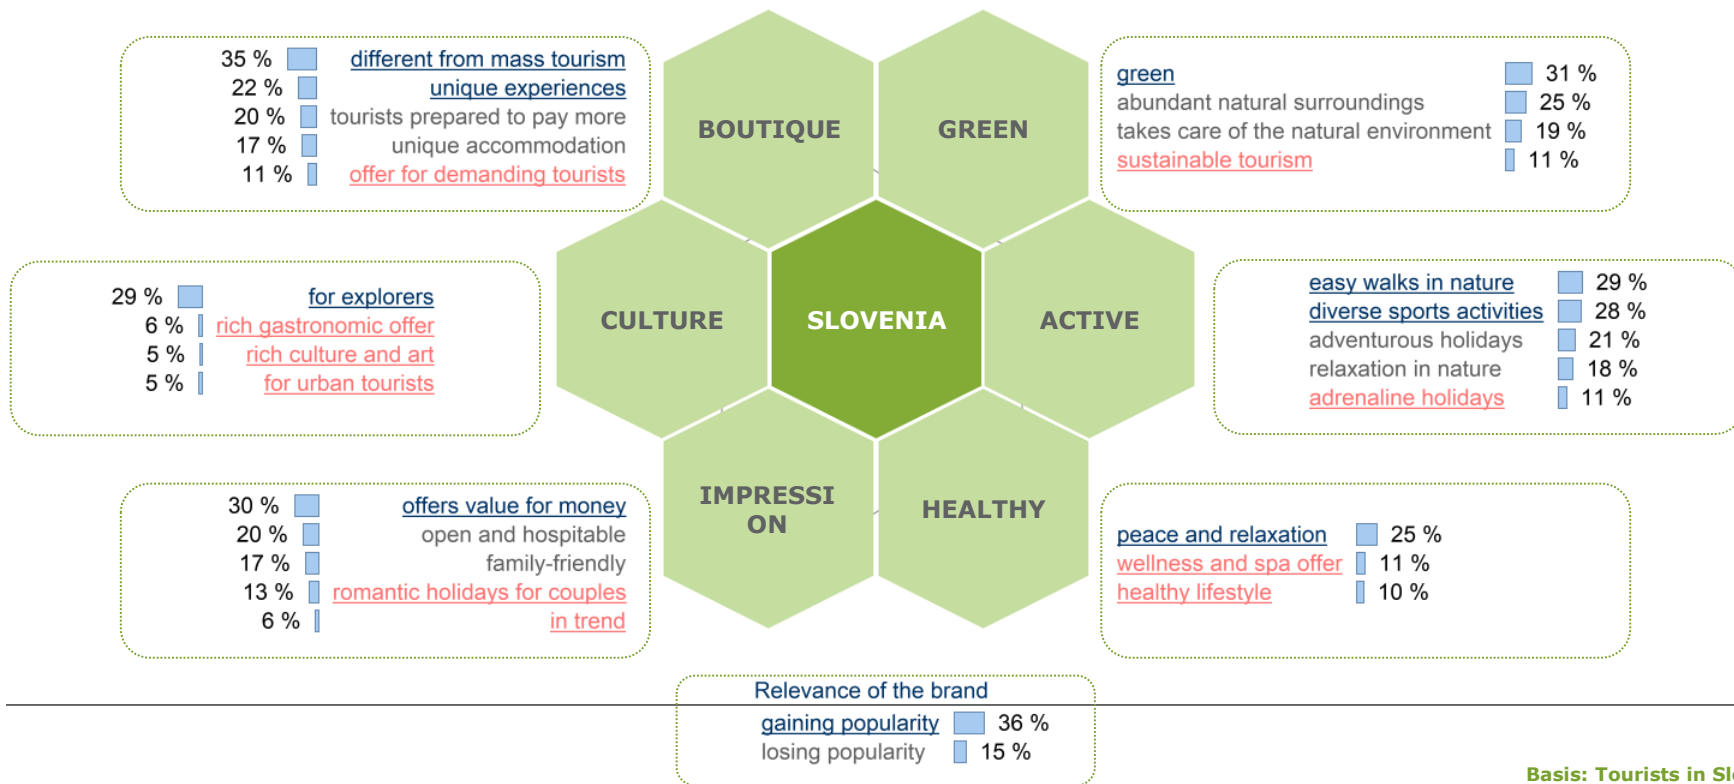 35 % different from mass tourism
22 % unique experiences
20 % tourists prepared to pay more
17 % unique accommodation
11 % offer for demanding tourists
BOUTIQUE
GREEN
green 31 %
abundant natural surroundings 25 %
takes care of the natural environment 19 %
sustainable tourism 11 %
29 % for explorers
6 % rich gastronomic offer
5 % rich culture and art
5 % for urban tourists
CULTURE
SLOVENIA
ACTIVE
easy walks in nature 29 %
diverse sports activities 28 %
adventurous holidays 21 %
relaxation in nature 18 %
adrenaline holidays 11 %
30 % offers value for money
20 % open and hospitable
17 % family-friendly
13 % romantic holidays for couples
6 % in trend
IMPRESSI
ON
HEALTHY
peace and relaxation 25 %
wellness and spa offer 11 %
healthy lifestyle 10 %
Relevance of the brand
gaining popularity 36 %
losing popularity 15 %
Basis: Tourists in Sl